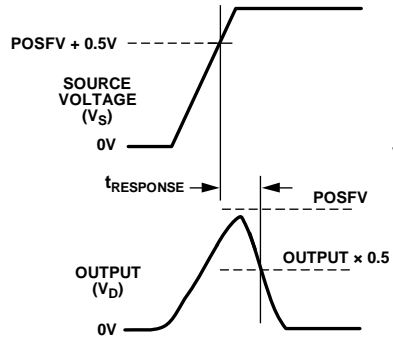 POSFV + 0.5V
SOURCE
VOLTAGE
(VS)
0V
tRESPONSE
POSFV
OUTPUT × 0.5
OUTPUT
(VD)
0V